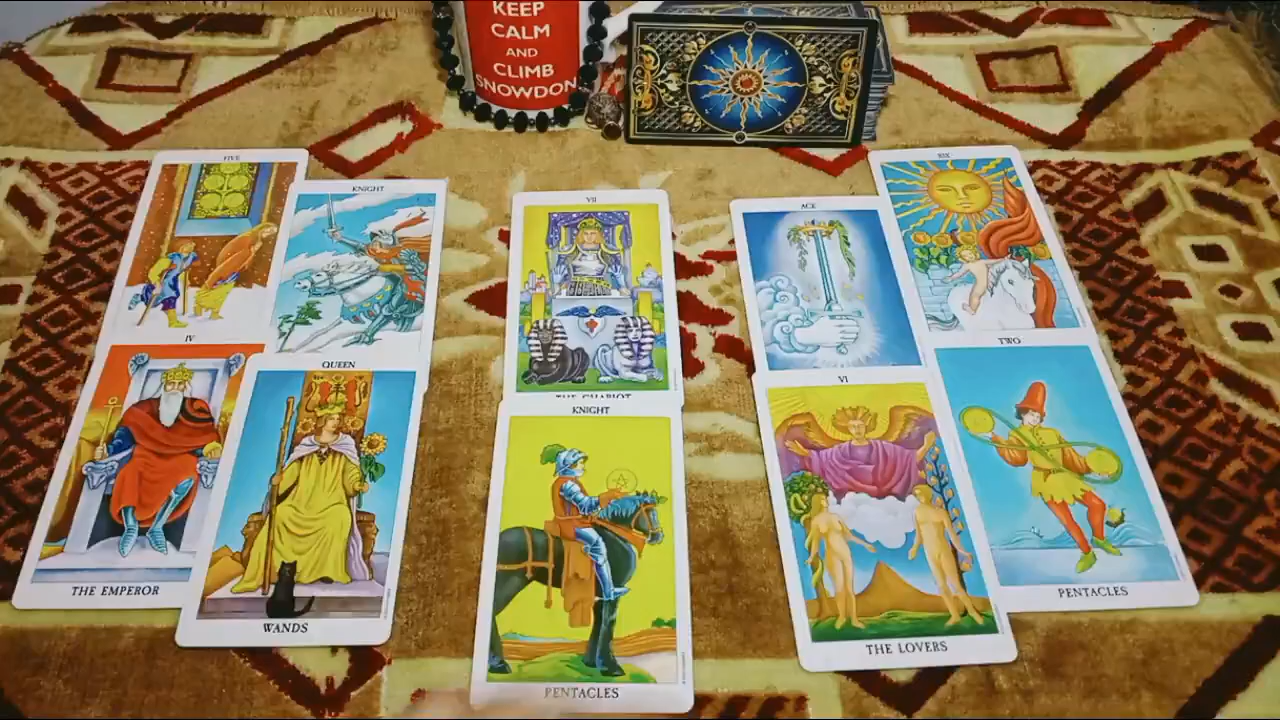 KEEP
CALM
AND
CLIMB
SNOWDON
FIVE
KNIGHT
VII
THE CHARIOT
ACE
SIX
IV
THE EMPEROR
QUEEN
WANDS
KNIGHT
PENTACLES
VI
THE LOVERS
TWO
PENTACLES